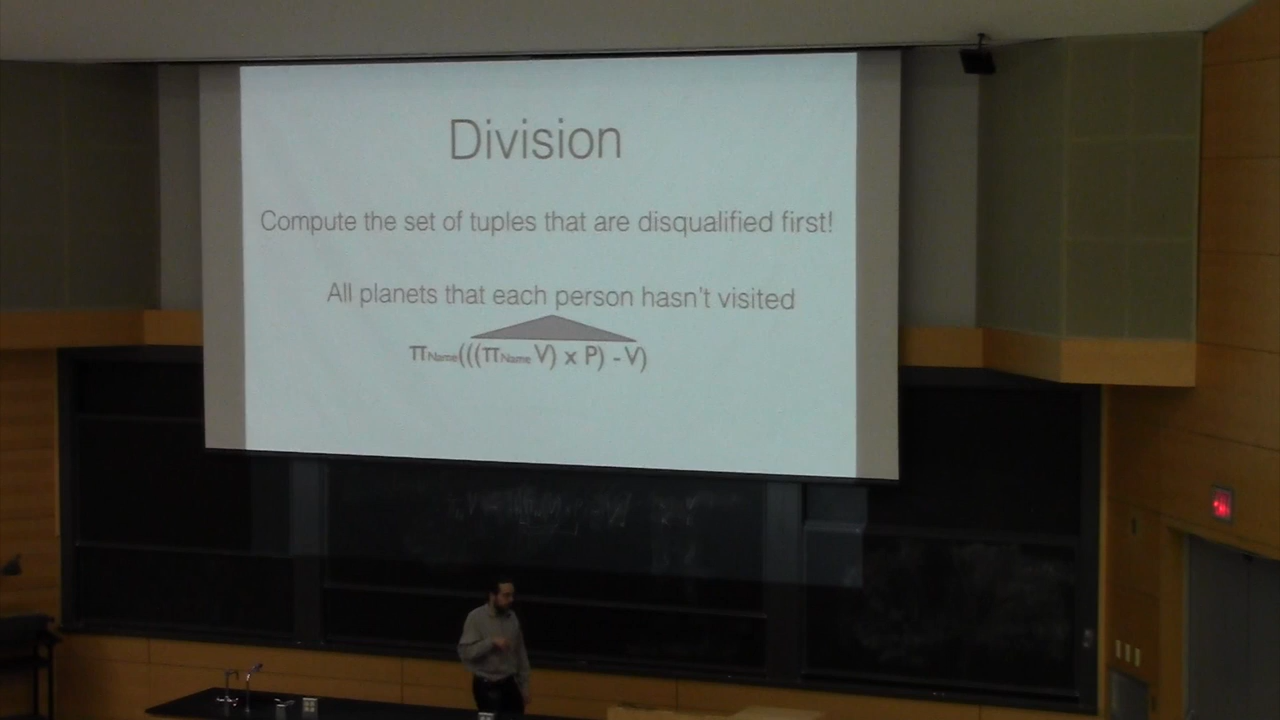 Division
Compute the set of tuples that are disqualified first!
All planets that each person hasn't visited
πName(((πName V) x P) - V)